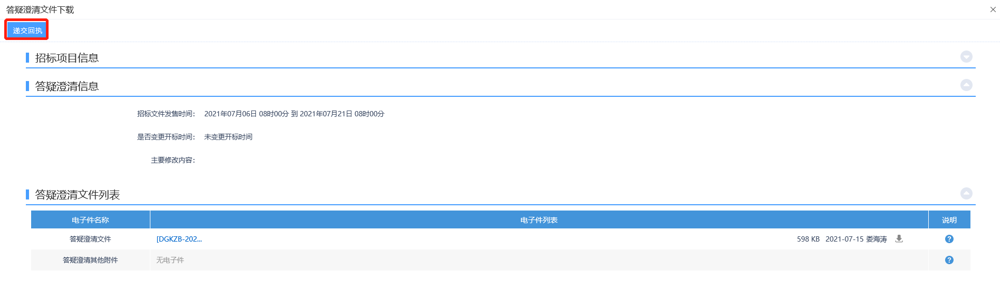 答疑澄清文件下载
递交回执
招标项目信息
答疑澄清信息
招标文件发售时间： 2021年07月06日 08时00分 到 2021年07月21日 08时00分
是否变更开标时间： 未变更开标时间
主要修改内容：
答疑澄清文件列表
电子件名称 电子件列表 说明
答疑澄清文件 [DGKZB-202... 598 KB 2021-07-15 娄海涛 ?
答疑澄清其他附件 无电子件 ?